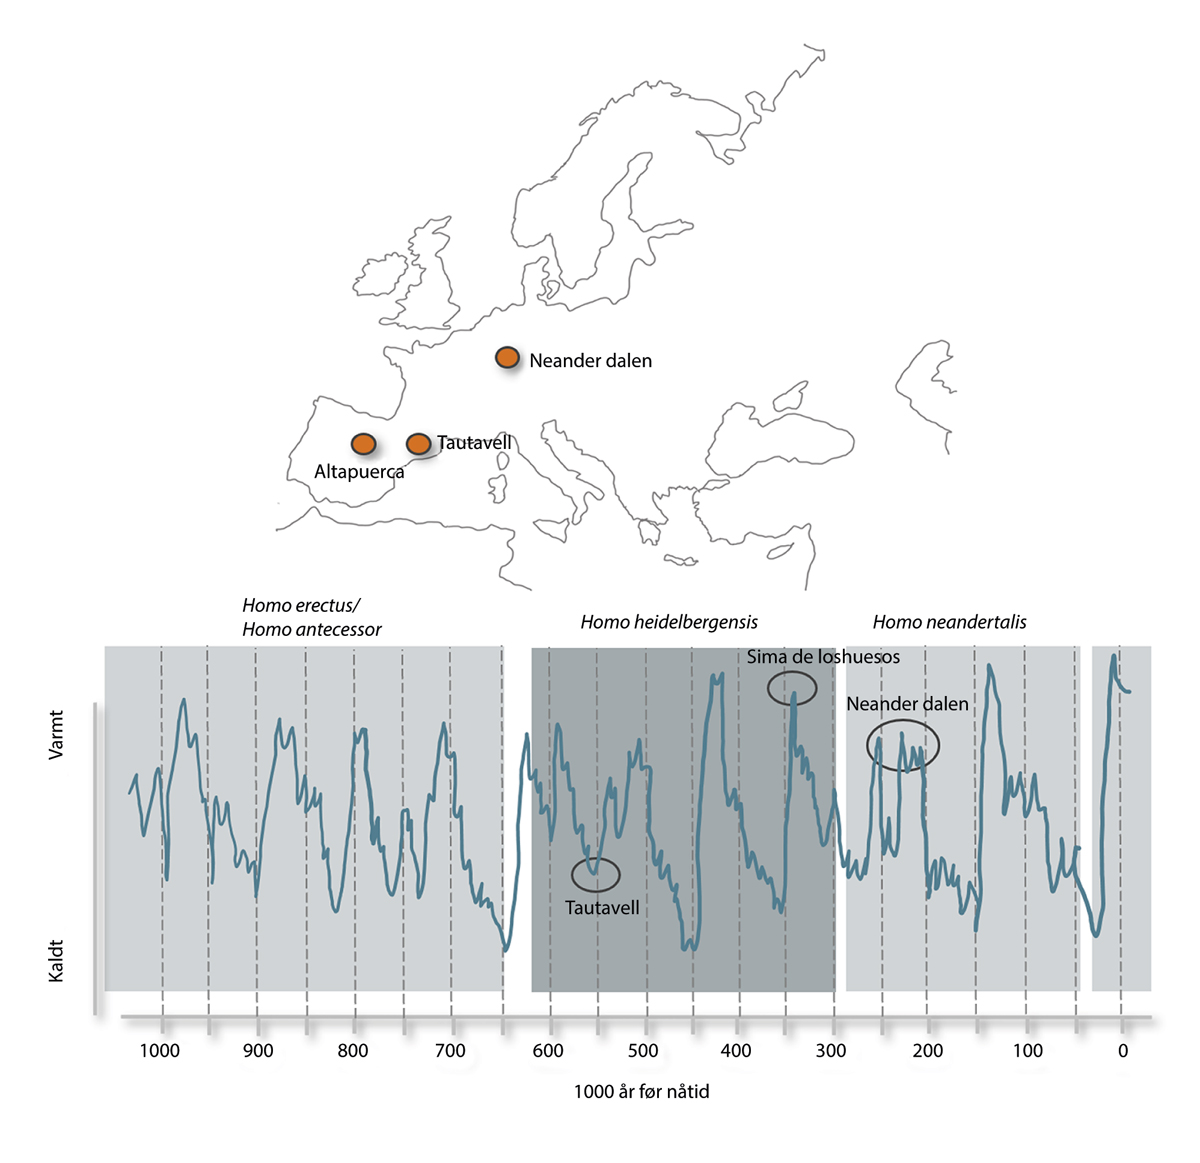 Neander dalen
Tautavell
Altapuerca
Homo erectus/
Homo antecessor
Homo heidelbergensis
Homo neandertalis
Sima de loshuesos
Neander dalen
Tautavell
Varmt
Kaldt
1000 900 800 700 600 500 400 300 200 100 0
1000 år før nåtid